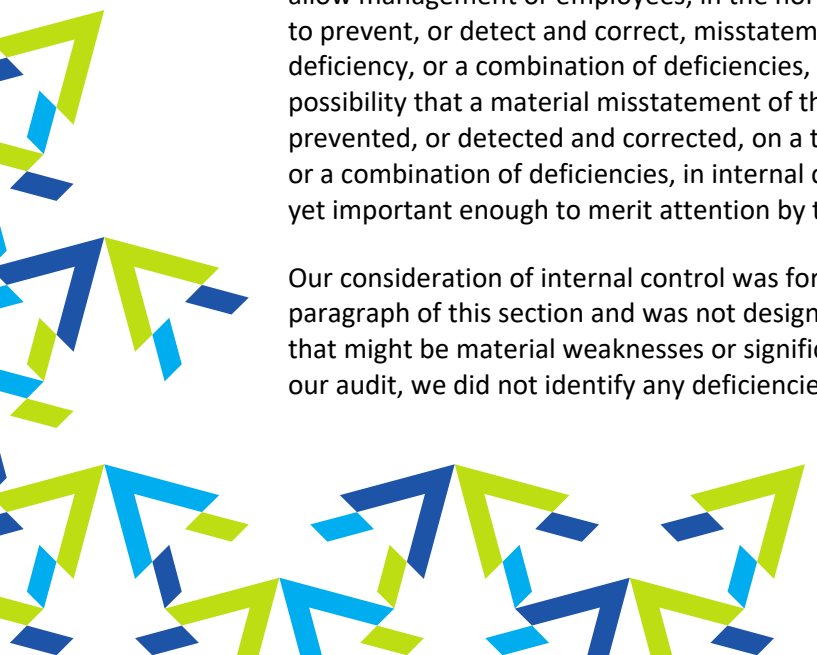 allow management or employees, in the nor
to prevent, or detect and correct, misstatem
deficiency, or a combination of deficiencies,
possibility that a material misstatement of th
prevented, or detected and corrected, on a t
or a combination of deficiencies, in internal c
yet important enough to merit attention by t
Our consideration of internal control was for
paragraph of this section and was not design
that might be material weaknesses or signific
our audit, we did not identify any deficiencie